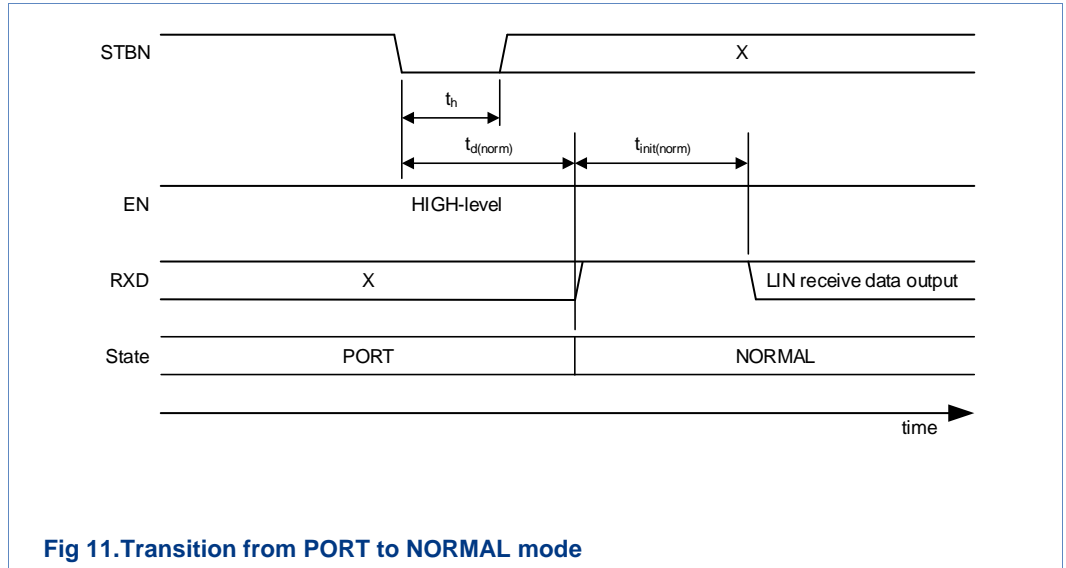 STBN
X
th
td(norm)
tinit(norm)
EN
HIGH-level
RXD
X
LIN receive data output
State
PORT
NORMAL
time
Fig 11.Transition from PORT to NORMAL mode